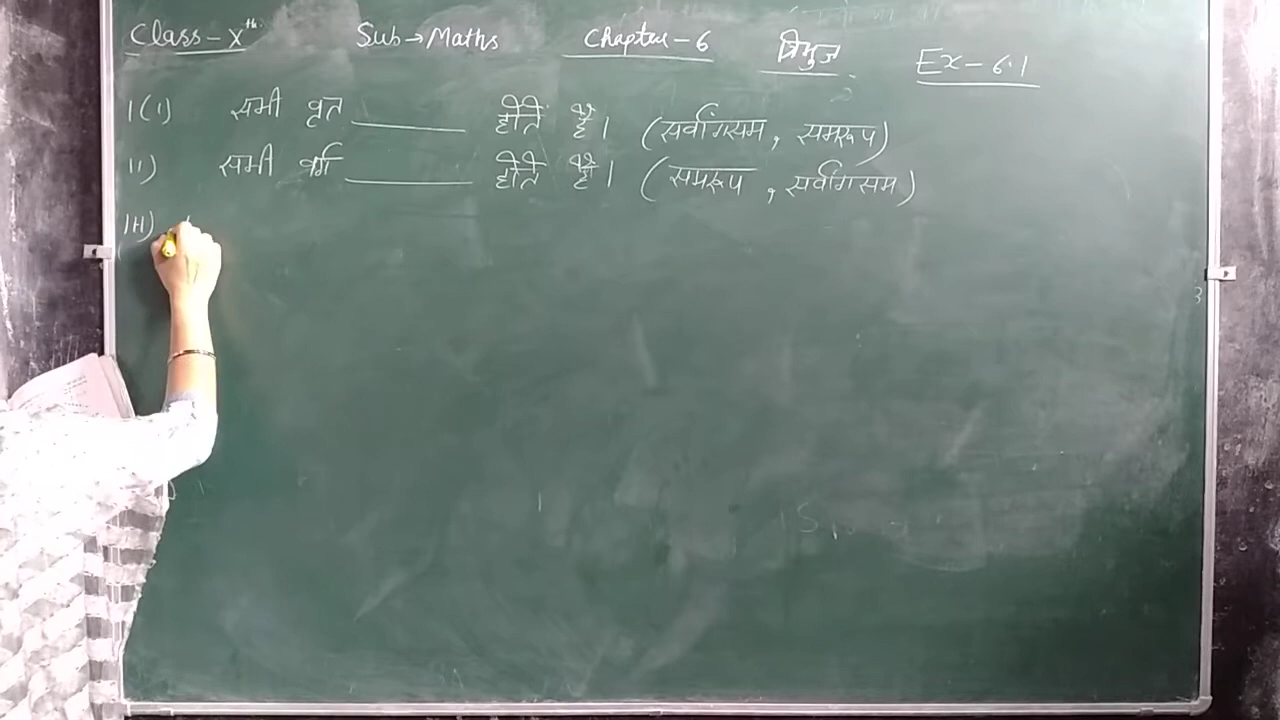 Class-Xth Sub→Maths Chapter-6 त्रिभुज Ex-6.1
1(i) सभी वृत ______ होते है। (सर्वांगसम, समरूप)
ii) सभी वर्ग ______ होते है। (समरूप, सर्वांगसम)
iii)